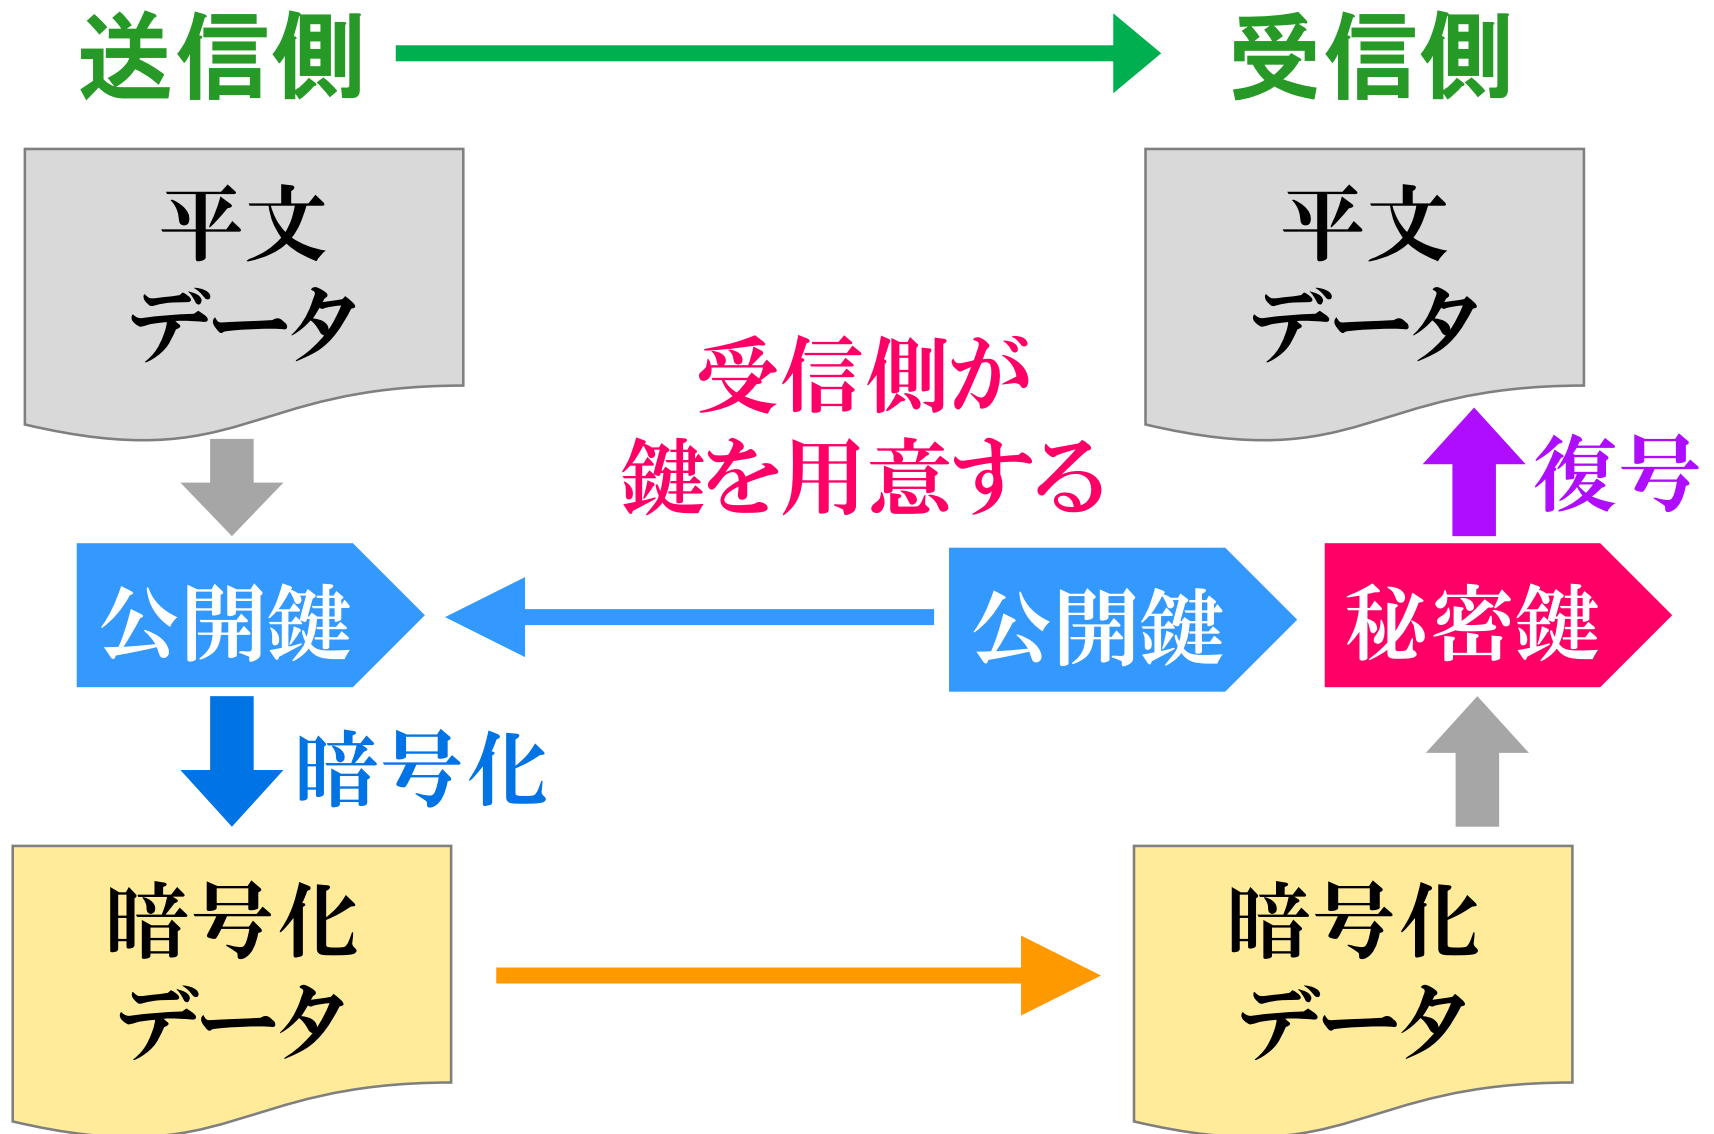 送信側
受信側
平文
データ
平文
データ
受信側が
鍵を用意する
復号
公開鍵
公開鍵
秘密鍵
暗号化
暗号化
データ
暗号化
データ